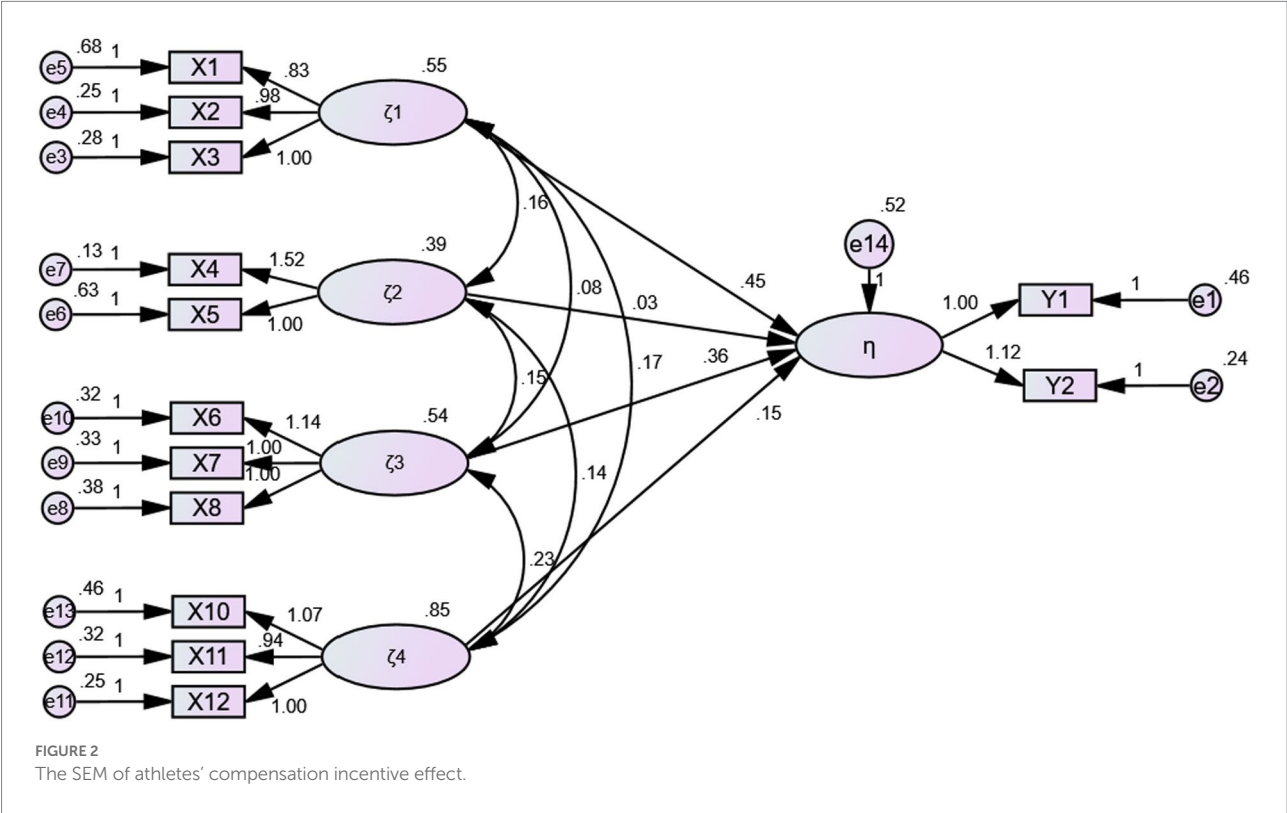 .68 1
e5 X1 .83 .55
.25 1
e4 X2 .98 ζ1
.28 1
e3 X3 1.00
.16
.52
e14
1
.13 1
e7 X4 1.52 .39
.63 1
e6 X5 1.00 ζ2
.08 .03 .45
1.00 Y1 1 e1 .46
η
1.12 Y2 1 e2 .24
.15 .17 .36 .15
.32 1
e10 X6 1.14 .54
.33 1
e9 X7 1.00 ζ3
.38 1
e8 X8 1.00
.14
.23
.46 1
e13 X10 1.07 .85
.32 1
e12 X11 .94 ζ4
.25 1
e11 X12 1.00
FIGURE 2
The SEM of athletes’ compensation incentive effect.